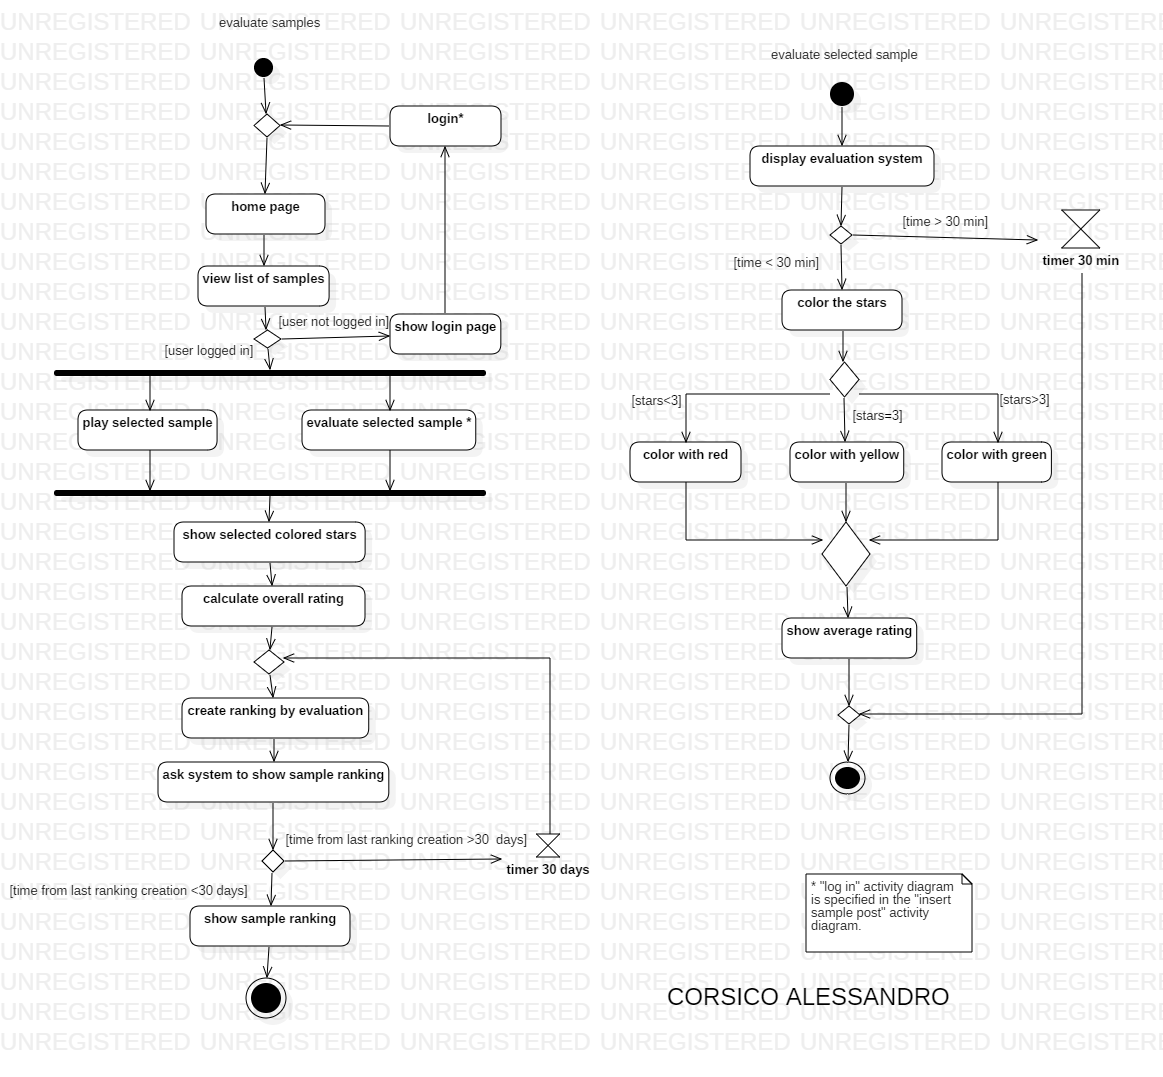 evaluate samples
login*
home page
view list of samples
[user not logged in]
show login page
[user logged in]
play selected sample
evaluate selected sample *
show selected colored stars
calculate overall rating
create ranking by evaluation
ask system to show sample ranking
[time from last ranking creation >30  days]
timer 30 days
[time from last ranking creation <30 days]
show sample ranking
evaluate selected sample
display evaluation system
[time > 30 min]
timer 30 min
[time < 30 min]
color the stars
[stars<3]
[stars=3]
[stars>3]
color with red
color with yellow
color with green
show average rating
* "log in" activity diagram
is specified in the "insert
sample post" activity
diagram.
CORSICO ALESSANDRO
UNREGISTERED